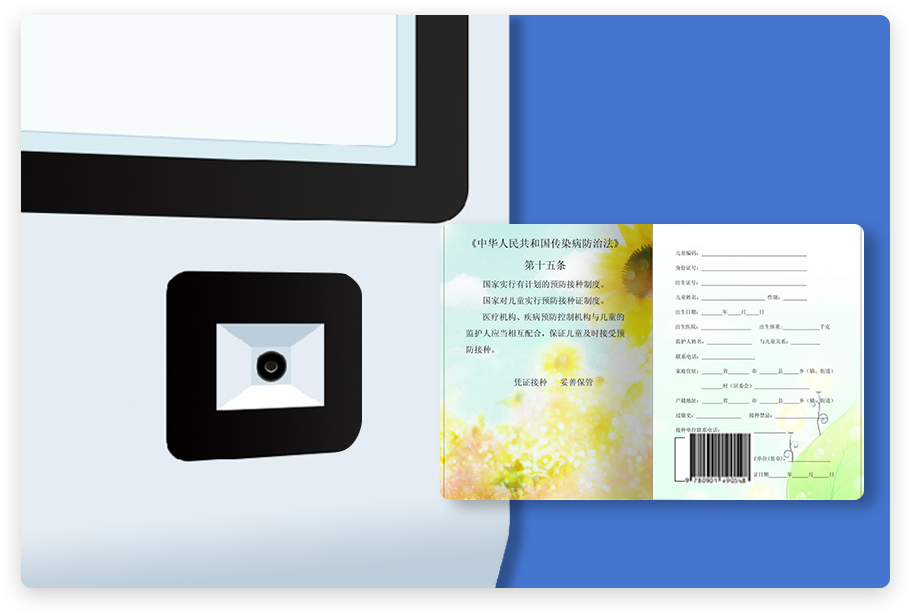 《中华人民共和国传染病防治法》
第十五条
国家实行有计划的预防接种制度。
国家对儿童实行预防接种证制度。
医疗机构、疾病预防控制机构与儿童的
监护人应当相互配合，保证儿童及时接受预
防接种。
凭证接种 妥善保管
儿童编码：
身份证号：
出生证号：
儿童姓名： 性别：
出生日期： 年 月 日
出生医院： 出生体重： 千克
监护人姓名： 与儿童关系：
联系电话：
家庭住址： 省 市 县 乡（镇、街道）
村（居委会）
户籍地址： 省 市 县 乡（镇、街道）
过敏史： 接种禁忌：
接种单位联系电话：
单位(签章)：
证日期 年 月 日